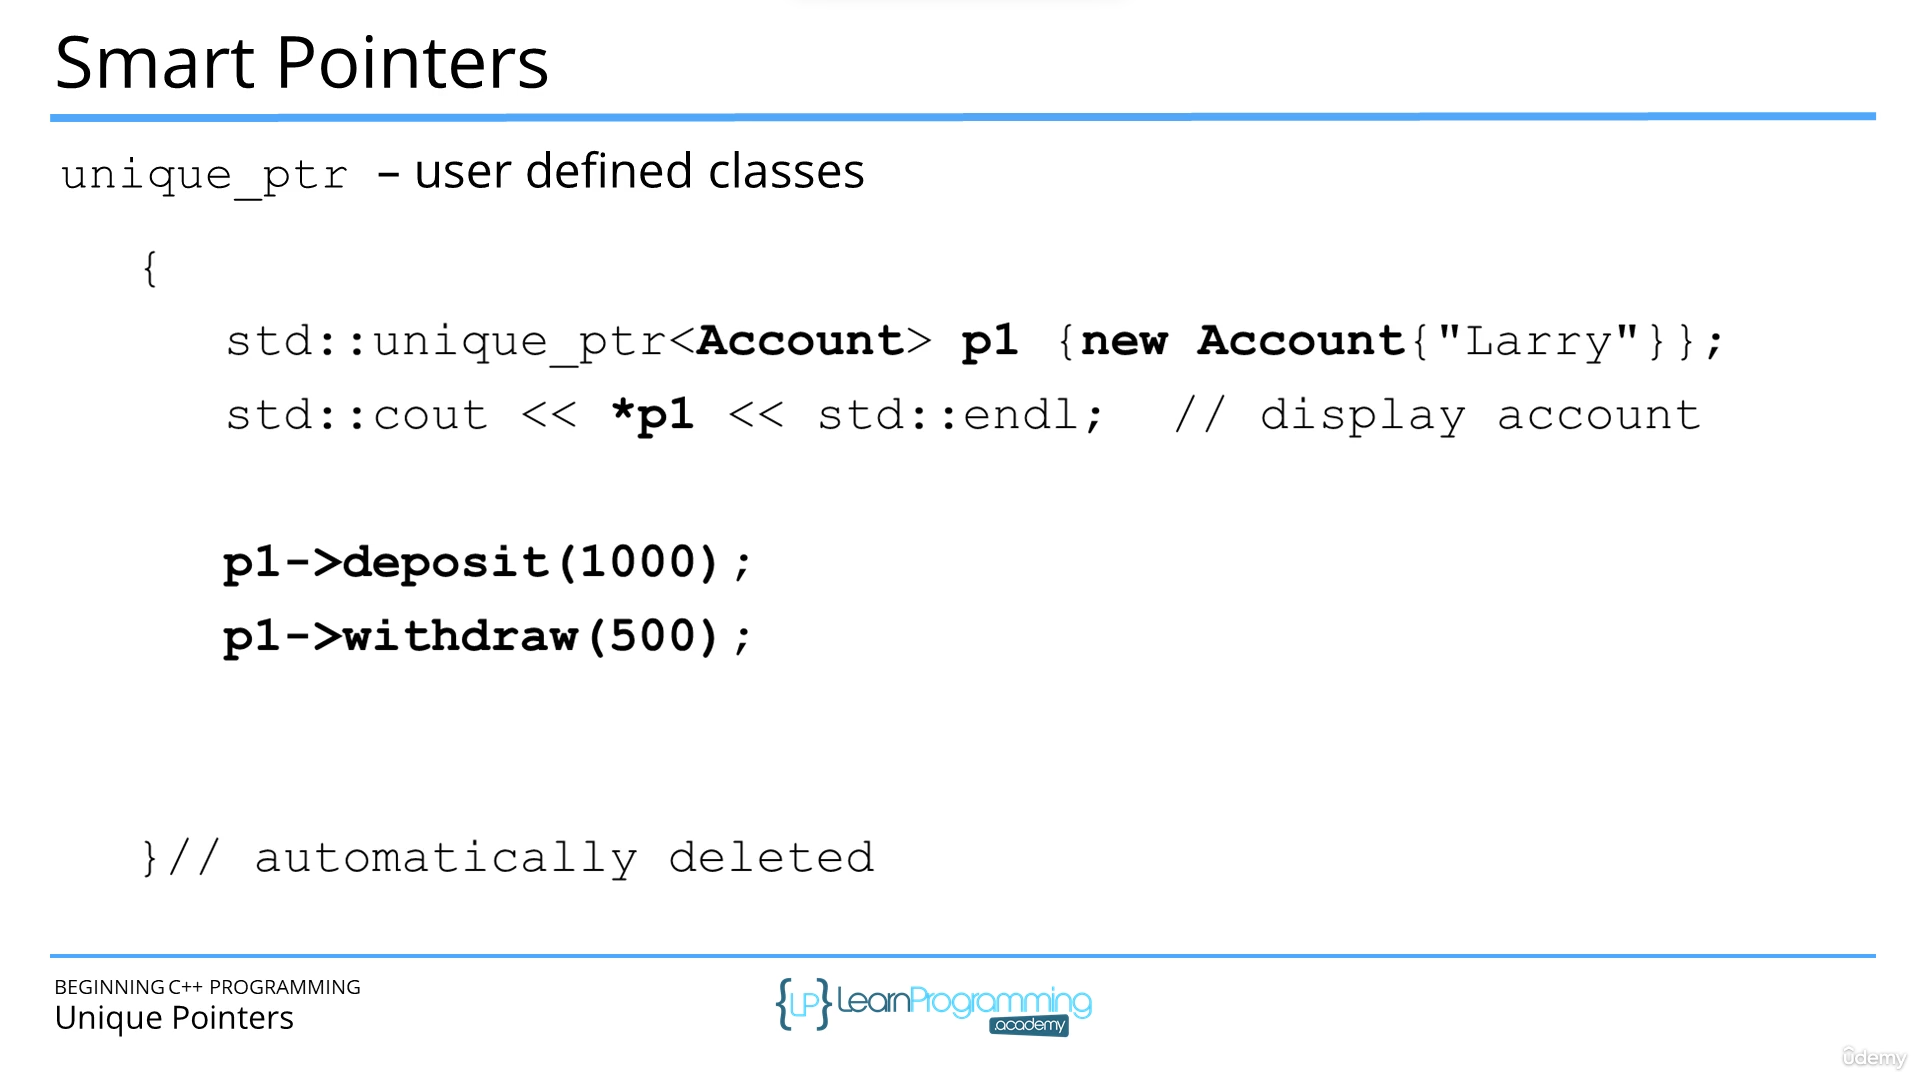 Smart Pointers
unique_ptr – user defined classes
{
std::unique_ptr<Account> p1 {new Account{"Larry"}};
std::cout << *p1 << std::endl; // display account
p1->deposit(1000);
p1->withdraw(500);
}// automatically deleted
BEGINNING C++ PROGRAMMING
Unique Pointers
{LP} LearnProgramming
.academy
ûdemy